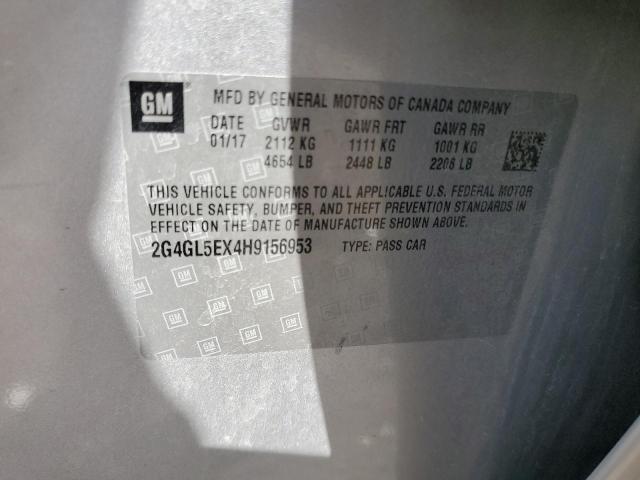 GM
MFD BY GENERAL MOTORS OF CANADA COMPANY
DATE GVWR GAWR FRT GAWR RR
01/17 2112 KG 1111 KG 1001 KG
4654 LB 2448 LB 2206 LB
THIS VEHICLE CONFORMS TO ALL APPLICABLE U.S. FEDERAL MOTOR
VEHICLE SAFETY, BUMPER, AND THEFT PREVENTION STANDARDS IN
EFFECT ON THE DATE OF MANUFACTURE SHOWN ABOVE.
2G4GL5EX4H9156953 TYPE: PASS CAR